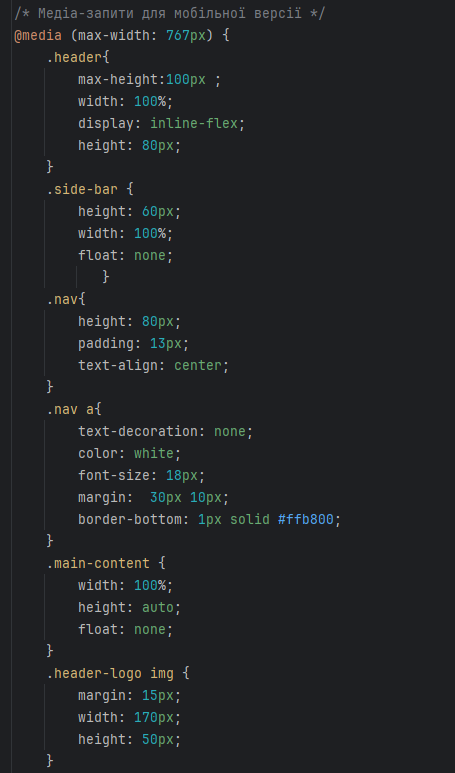 /* Медіа-запити для мобільної версії */
@media (max-width: 767px) {
    .header{
        max-height:100px ;
        width: 100%;
        display: inline-flex;
        height: 80px;
    }
    .side-bar {
        height: 60px;
        width: 100%;
        float: none;
           }
    .nav{
        height: 80px;
        padding: 13px;
        text-align: center;
    }
    .nav a{
        text-decoration: none;
        color: white;
        font-size: 18px;
        margin:  30px 10px;
        border-bottom: 1px solid #ffb800;
    }
    .main-content {
        width: 100%;
        height: auto;
        float: none;
    }
    .header-logo img {
        margin: 15px;
        width: 170px;
        height: 50px;
    }